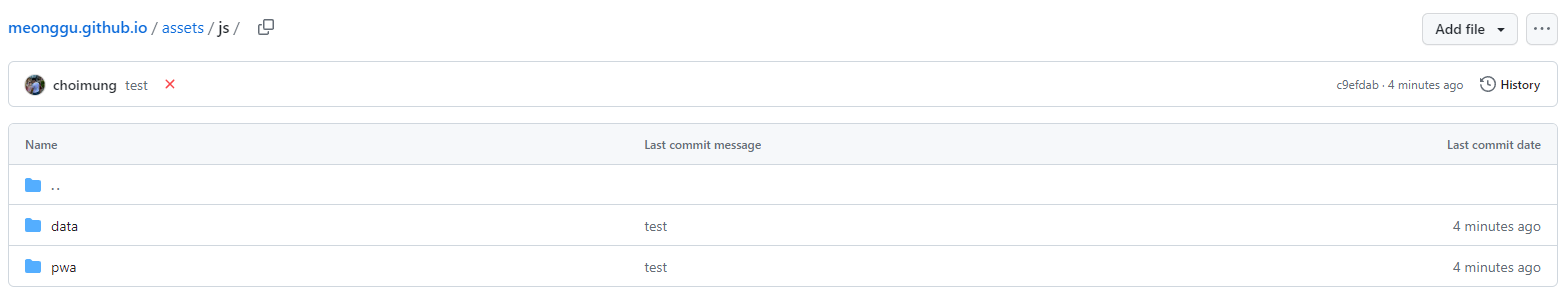 meonggu.github.io / assets / js / Add file
choimung test c9efdab · 4 minutes ago History
Name Last commit message Last commit date
..
data test 4 minutes ago
pwa test 4 minutes ago